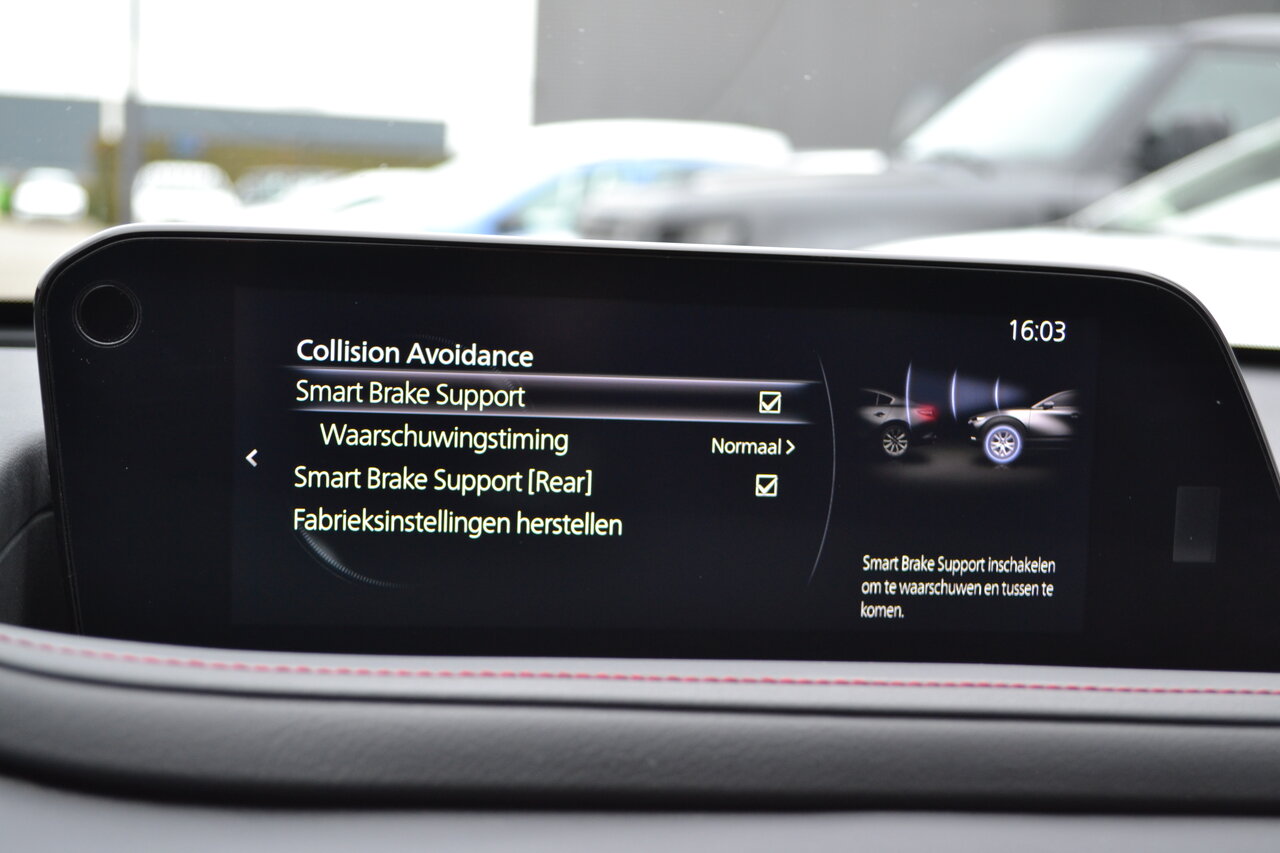 16:03
Collision Avoidance
Smart Brake Support
Waarschuwingstiming Normaal >
Smart Brake Support [Rear]
Fabrieksinstellingen herstellen
Smart Brake Support inschakelen
om te waarschuwen en tussen te
komen.